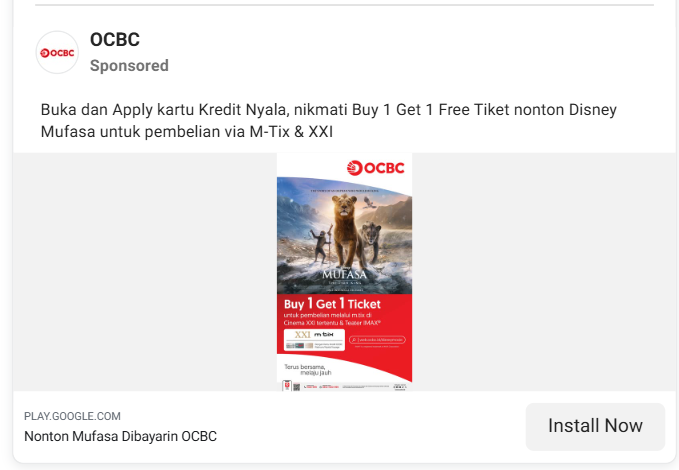 OCBC
OCBC
Sponsored
Buka dan Apply kartu Kredit Nyala, nikmati Buy 1 Get 1 Free Tiket nonton Disney
Mufasa untuk pembelian via M-Tix & XXI
OCBC
MUFASA
Buy 1 Get 1 Ticket
untuk pembelian melalui m.tix di
Cinema XXI tertentu & Teater IMAX®
XXI m·tix
Terus bersama,
melaju jauh
PLAY.GOOGLE.COM
Nonton Mufasa Dibayarin OCBC
Install Now